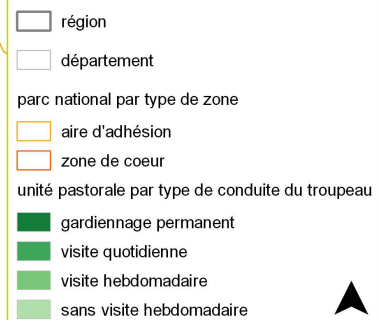 région
département
parc national par type de zone
aire d'adhésion
zone de coeur
unité pastorale par type de conduite du troupeau
gardiennage permanent
visite quotidienne
visite hebdomadaire
sans visite hebdomadaire